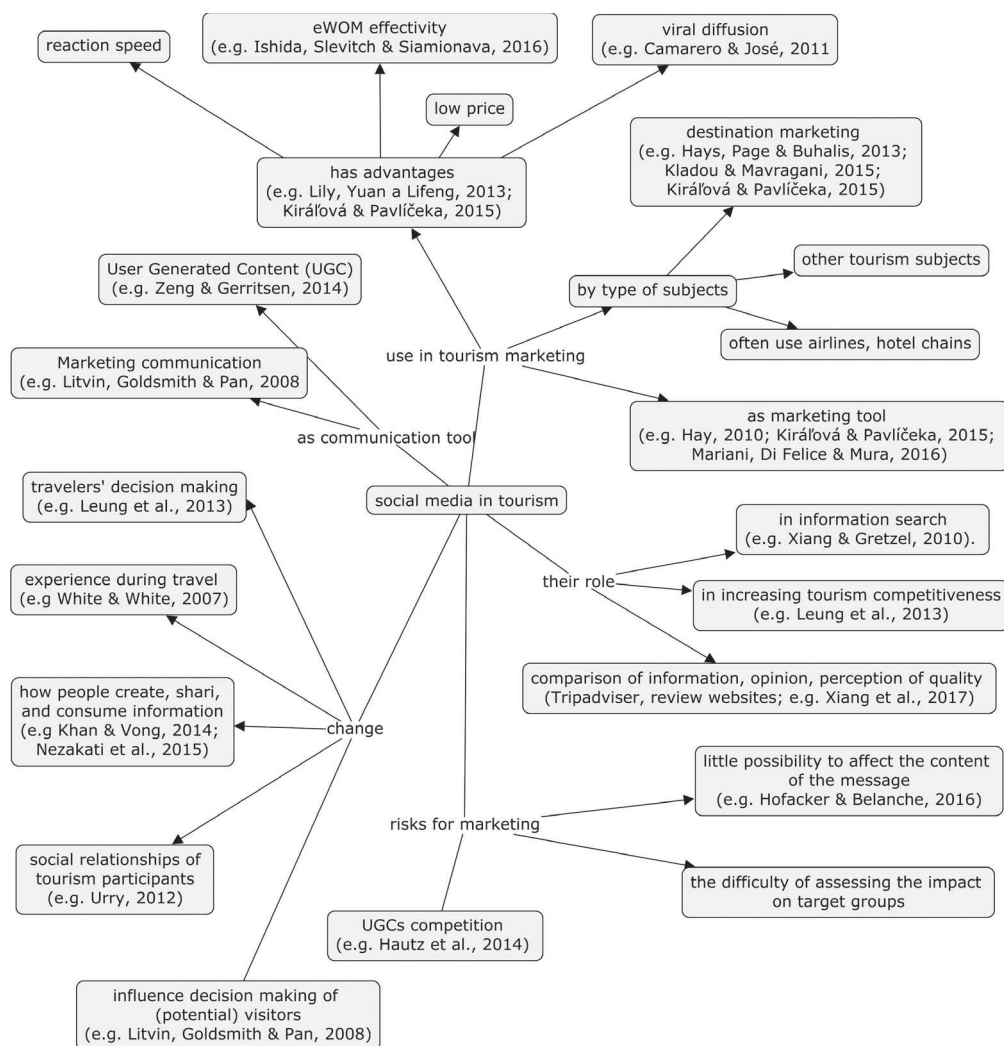 eWOM effectivity
(e.g. Ishida, Slevitch & Siamionava, 2016)
viral diffusion
(e.g. Camarero & José, 2011
reaction speed
low price
destination marketing
(e.g. Hays, Page & Buhalis, 2013;
Kladou & Mavragani, 2015;
Kiráľová & Pavlíčeka, 2015)
has advantages
(e.g. Lily, Yuan a Lifeng, 2013;
Kiráľová & Pavlíčeka, 2015)
User Generated Content (UGC)
(e.g. Zeng & Gerritsen, 2014)
other tourism subjects
by type of subjects
often use airlines, hotel chains
use in tourism marketing
Marketing communication
(e.g. Litvin, Goldsmith & Pan, 2008
as marketing tool
(e.g. Hay, 2010; Kiráľová & Pavlíčeka, 2015;
Mariani, Di Felice & Mura, 2016)
as communication tool
travelers' decision making
(e.g. Leung et al., 2013)
social media in tourism
in information search
(e.g. Xiang & Gretzel, 2010).
their role
in increasing tourism competitiveness
(e.g. Leung et al., 2013)
experience during travel
(e.g White & White, 2007)
comparison of information, opinion, perception of quality
(Tripadviser, review websites; e.g. Xiang et al., 2017)
how people create, shari,
and consume information
(e.g Khan & Vong, 2014;
Nezakati et al., 2015)
change
little possibility to affect the content
of the message
(e.g. Hofacker & Belanche, 2016)
risks for marketing
social relationships of
tourism participants
(e.g. Urry, 2012)
the difficulty of assessing the impact
on target groups
UGCs competition
(e.g. Hautz et al., 2014)
influence decision making of
(potential) visitors
(e.g. Litvin, Goldsmith & Pan, 2008)